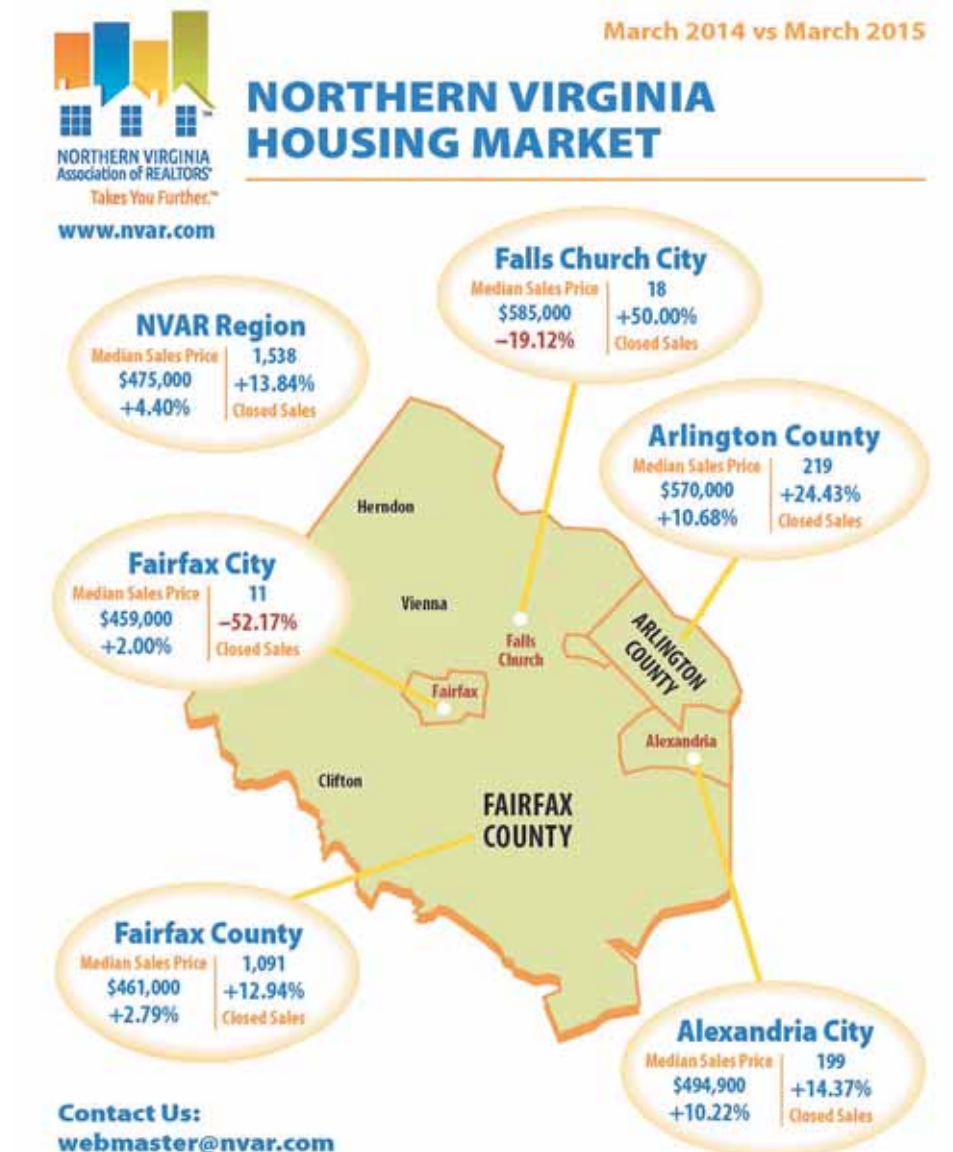 March 2014 vs March 2015
NORTHERN VIRGINIA
HOUSING MARKET
NORTHERN VIRGINIA
Association of REALTORS®
Takes You Further.™
www.nvar.com
Falls Church City
Median Sales Price
$585,000
–19.12%
18
+50.00%
Closed Sales
NVAR Region
Median Sales Price
$475,000
+4.40%
1,538
+13.84%
Closed Sales
Arlington County
Median Sales Price
$570,000
+10.68%
219
+24.43%
Closed Sales
Herndon
Fairfax City
Median Sales Price
$459,000
+2.00%
11
–52.17%
Closed Sales
Vienna
Falls
Church
ARLINGTON
COUNTY
Fairfax
Alexandria
Clifton
FAIRFAX
COUNTY
Fairfax County
Median Sales Price
$461,000
+2.79%
1,091
+12.94%
Closed Sales
Alexandria City
Median Sales Price
$494,900
+10.22%
199
+14.37%
Closed Sales
Contact Us:
webmaster@nvar.com